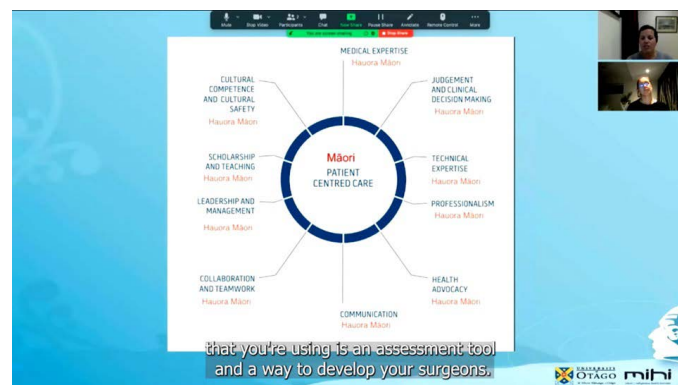 Mute
Stop Video
Participants
Chat
New Share
Pause Share
Annotate
Remote Control
More
Stop Share
MEDICAL EXPERTISE
Hauora Māori
JUDGEMENT
AND CLINICAL
DECISION MAKING
Hauora Māori
TECHNICAL
EXPERTISE
Hauora Māori
PROFESSIONALISM
Hauora Māori
HEALTH
ADVOCACY
Hauora Māori
COMMUNICATION
Hauora Māori
COLLABORATION
AND TEAMWORK
Hauora Māori
LEADERSHIP AND
MANAGEMENT
Hauora Māori
SCHOLARSHIP
AND TEACHING
Hauora Māori
CULTURAL
COMPETENCE
AND CULTURAL
SAFETY
Hauora Māori
Māori
PATIENT
CENTRED CARE
that you're using is an assessment tool
and a way to develop your surgeons.
UNIVERSITY
OTAGO
mihi